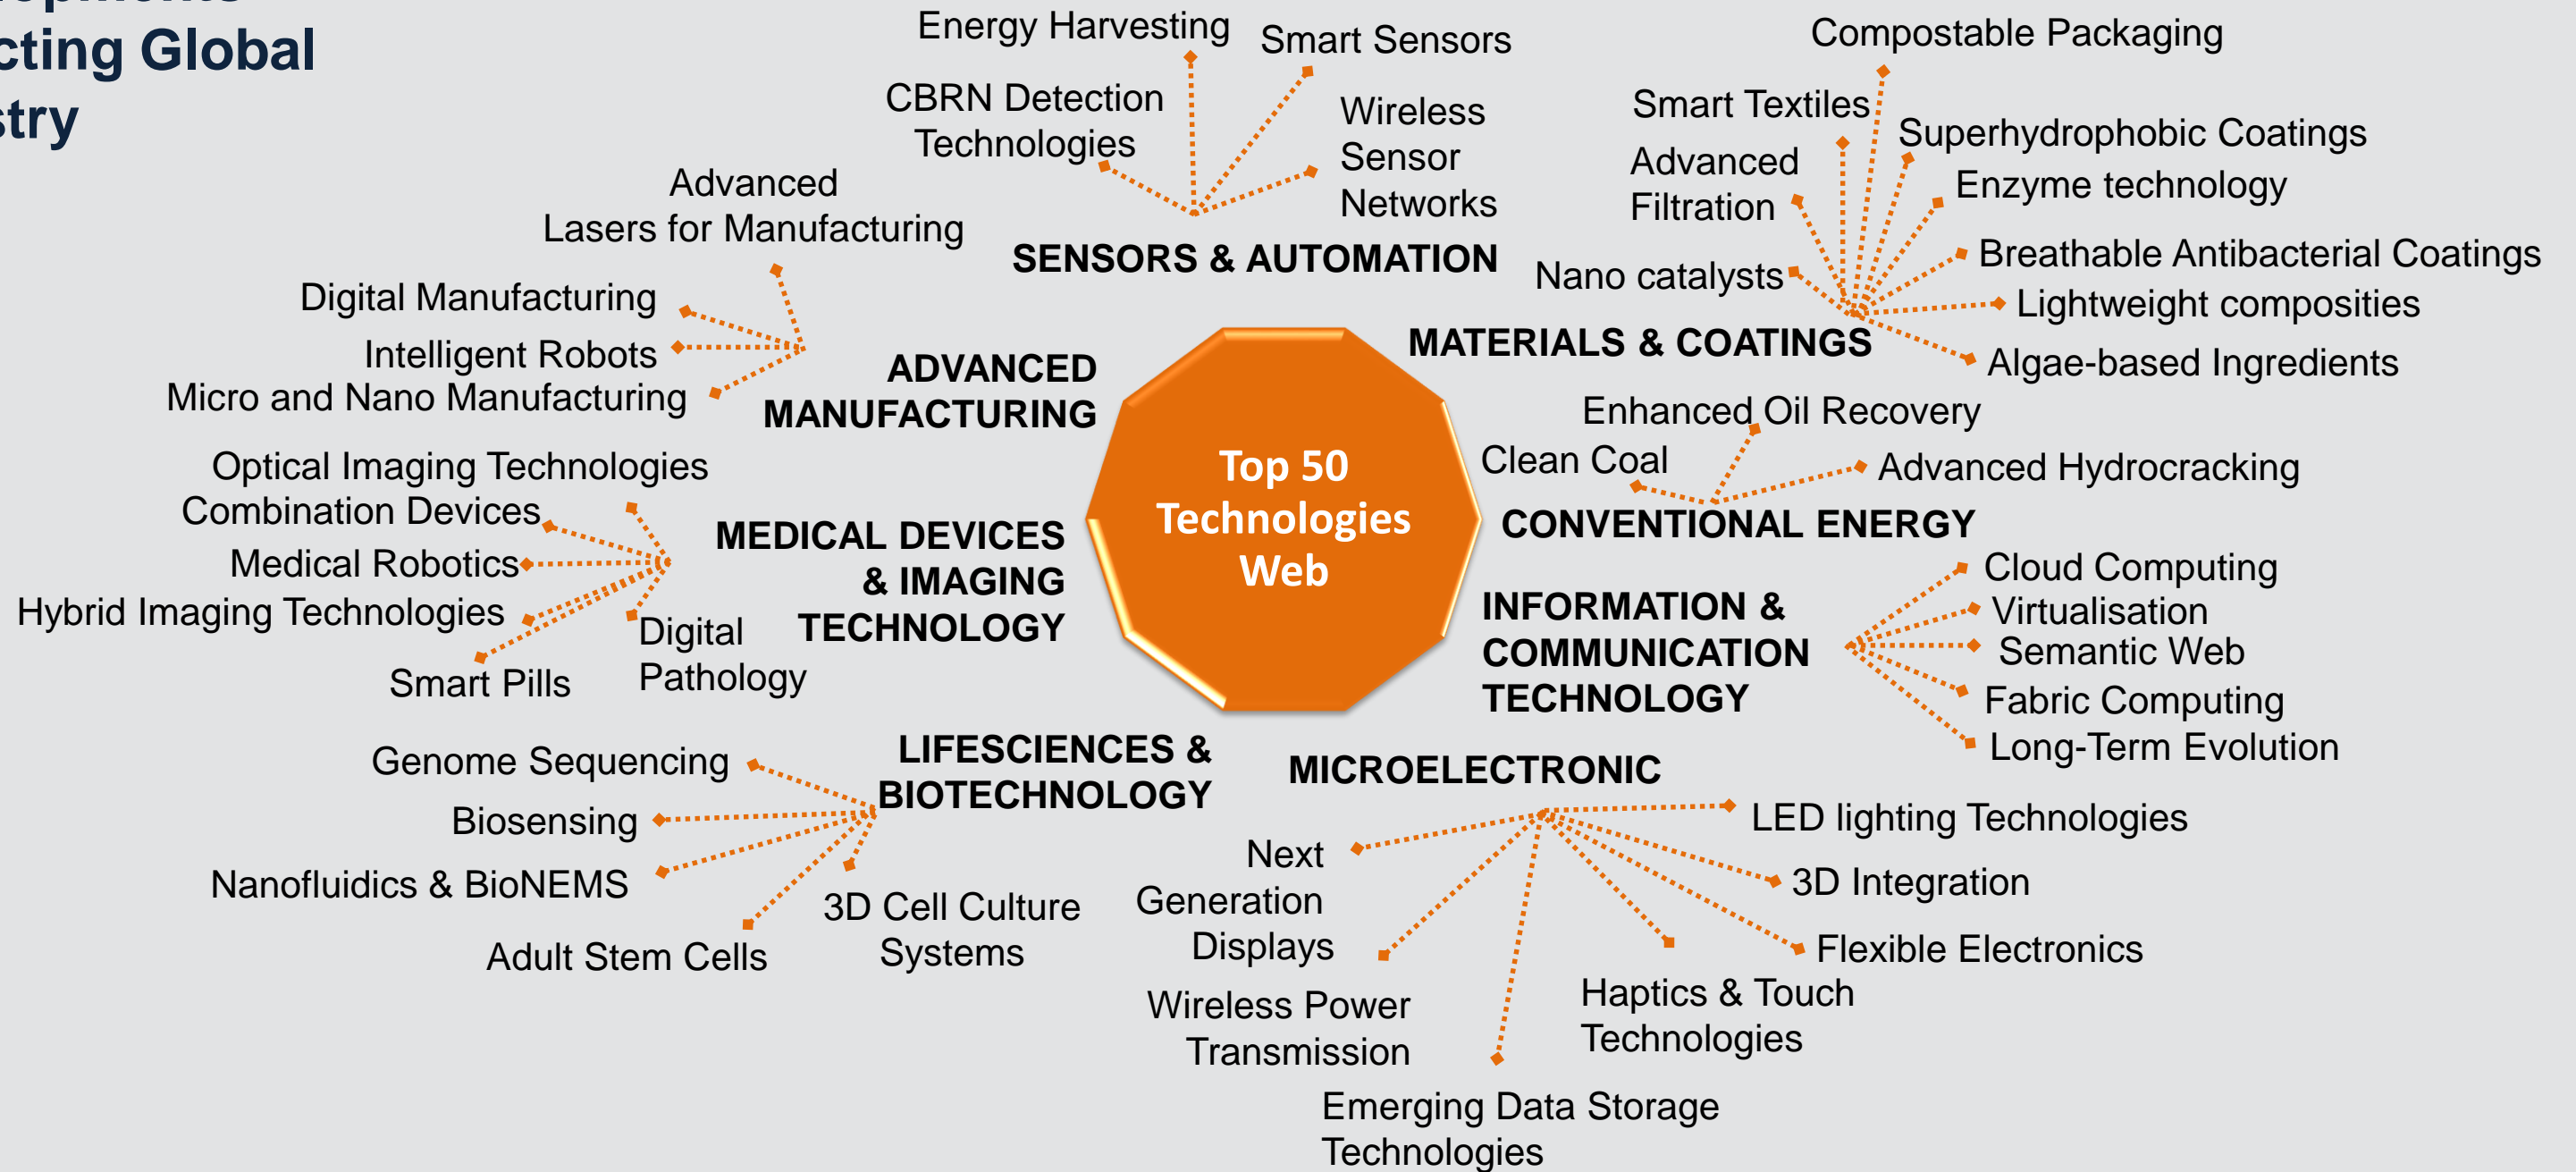 cting Global
stry
Energy Harvesting
Smart Sensors
CBRN Detection
Technologies
Wireless
Sensor
Networks
SENSORS & AUTOMATION
Compostable Packaging
Smart Textiles
Superhydrophobic Coatings
Advanced
Filtration
Enzyme technology
Nano catalysts
Breathable Antibacterial Coatings
Lightweight composities
Algae-based Ingredients
MATERIALS & COATINGS
Advanced
Lasers for Manufacturing
Digital Manufacturing
Intelligent Robots
Micro and Nano Manufacturing
ADVANCED
MANUFACTURING
Enhanced Oil Recovery
Clean Coal
Advanced Hydrocracking
CONVENTIONAL ENERGY
Top 50
Technologies
Web
Optical Imaging Technologies
Combination Devices
Medical Robotics
Hybrid Imaging Technologies
Smart Pills
Digital
Pathology
MEDICAL DEVICES
& IMAGING
TECHNOLOGY
INFORMATION &
COMMUNICATION
TECHNOLOGY
Cloud Computing
Virtualisation
Semantic Web
Fabric Computing
Long-Term Evolution
LIFESCIENCES &
BIOTECHNOLOGY
Genome Sequencing
Biosensing
Nanofluidics & BioNEMS
Adult Stem Cells
3D Cell Culture
Systems
MICROELECTRONIC
LED lighting Technologies
3D Integration
Flexible Electronics
Haptics & Touch
Technologies
Next
Generation
Displays
Wireless Power
Transmission
Emerging Data Storage
Technologies